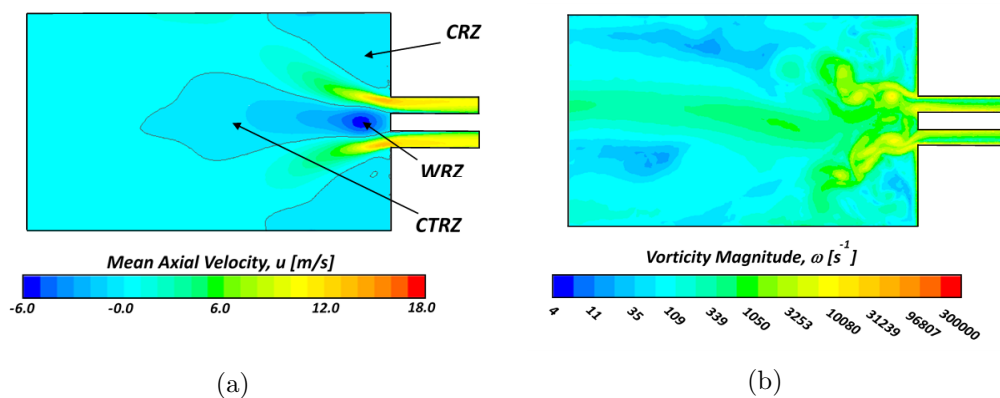 CRZ
WRZ
CTRZ
Mean Axial Velocity, u [m/s]
-6.0 -0.0 6.0 12.0 18.0
(a)
Vorticity Magnitude, ω [s⁻¹]
4 11 35 109 339 1050 3253 10080 31239 96807 300000
(b)